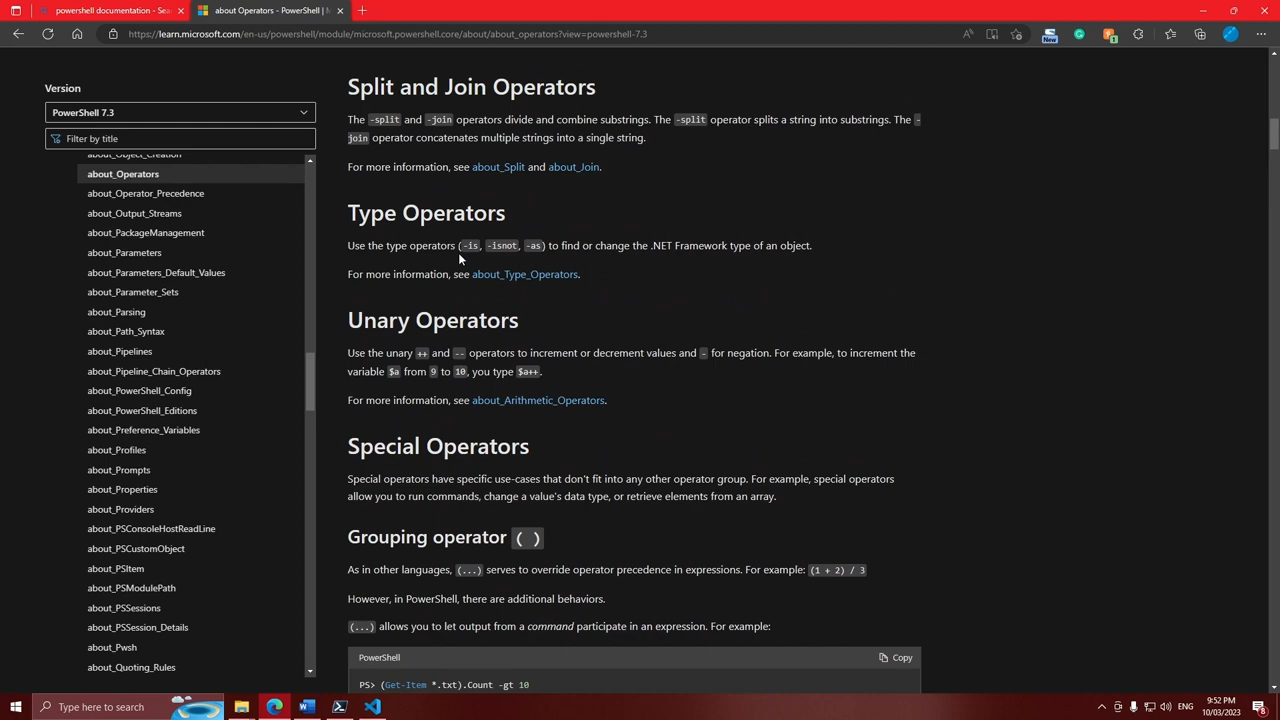 powershell documentation - Sea
about Operators - PowerShell | M
https://learn.microsoft.com/en-us/powershell/module/microsoft.powershell.core/about/about_operators?view=powershell-7.3
New
1
Version
PowerShell 7.3
Filter by title
about_Object_Creation
about_Operators
about_Operator_Precedence
about_Output_Streams
about_PackageManagement
about_Parameters
about_Parameters_Default_Values
about_Parameter_Sets
about_Parsing
about_Path_Syntax
about_Pipelines
about_Pipeline_Chain_Operators
about_PowerShell_Config
about_PowerShell_Editions
about_Preference_Variables
about_Profiles
about_Prompts
about_Properties
about_Providers
about_PSConsoleHostReadLine
about_PSCustomObject
about_PSItem
about_PSModulePath
about_PSSessions
about_PSSession_Details
about_Pwsh
about_Quoting_Rules
Split and Join Operators
The -split and -join operators divide and combine substrings. The -split operator splits a string into substrings. The -
join operator concatenates multiple strings into a single string.
For more information, see about_Split and about_Join.
Type Operators
Use the type operators (-is, -isnot, -as) to find or change the .NET Framework type of an object.
For more information, see about_Type_Operators.
Unary Operators
Use the unary ++ and -- operators to increment or decrement values and - for negation. For example, to increment the
variable $a from 9 to 10, you type $a++.
For more information, see about_Arithmetic_Operators.
Special Operators
Special operators have specific use-cases that don't fit into any other operator group. For example, special operators
allow you to run commands, change a value's data type, or retrieve elements from an array.
Grouping operator ( )
As in other languages, (...) serves to override operator precedence in expressions. For example: (1 + 2) / 3
However, in PowerShell, there are additional behaviors.
(...) allows you to let output from a command participate in an expression. For example:
PowerShell
Copy
PS> (Get-Item *.txt).Count -gt 10
Type here to search
ENG
9:52 PM
10/03/2023
8